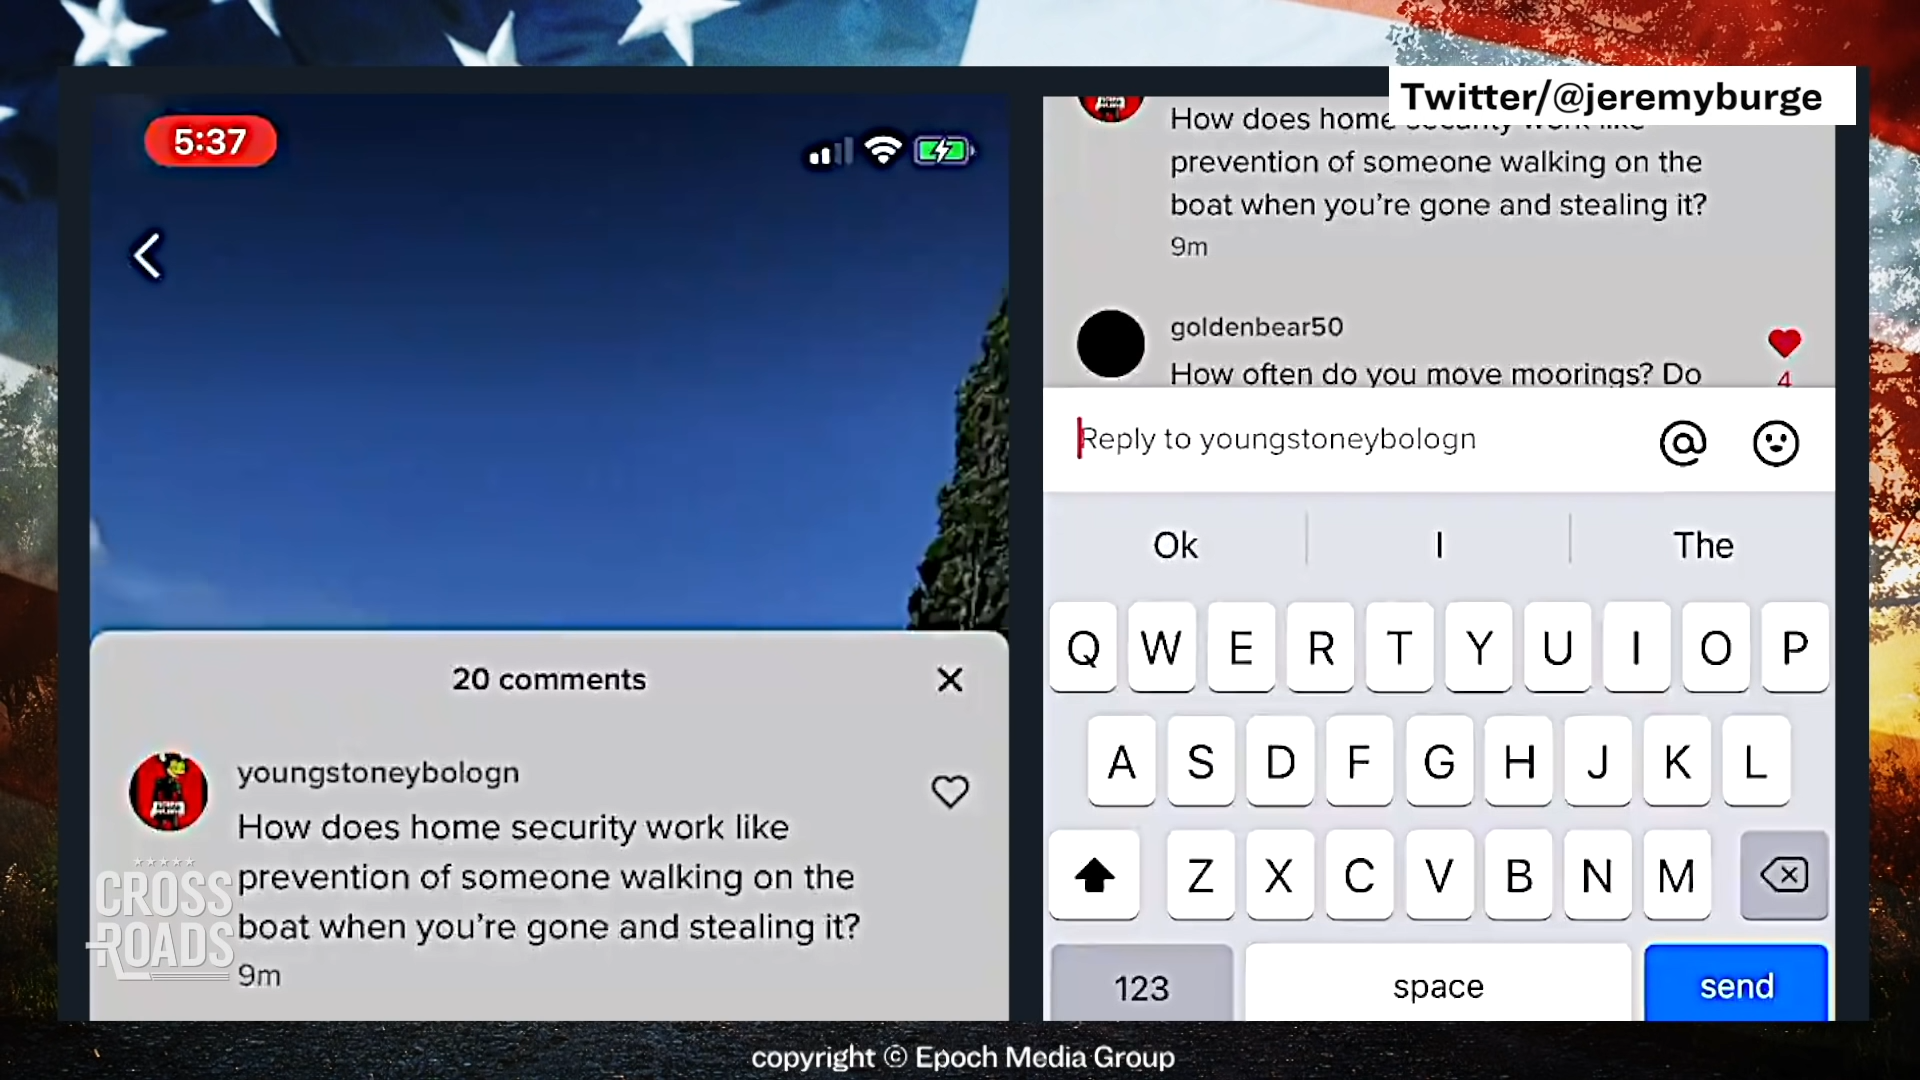 Twitter/@jeremyburge
5:37
20 comments
youngstoneybologn
How does home security work like
prevention of someone walking on the
boat when you're gone and stealing it?
9m
CROSS
ROADS
How does home security work like
prevention of someone walking on the
boat when you're gone and stealing it?
9m
goldenbear50
How often do you move moorings? Do
4
Reply to youngstoneybologn
Ok I The
Q W E R T Y U I O P
A S D F G H J K L
Z X C V B N M
123 space send
copyright © Epoch Media Group